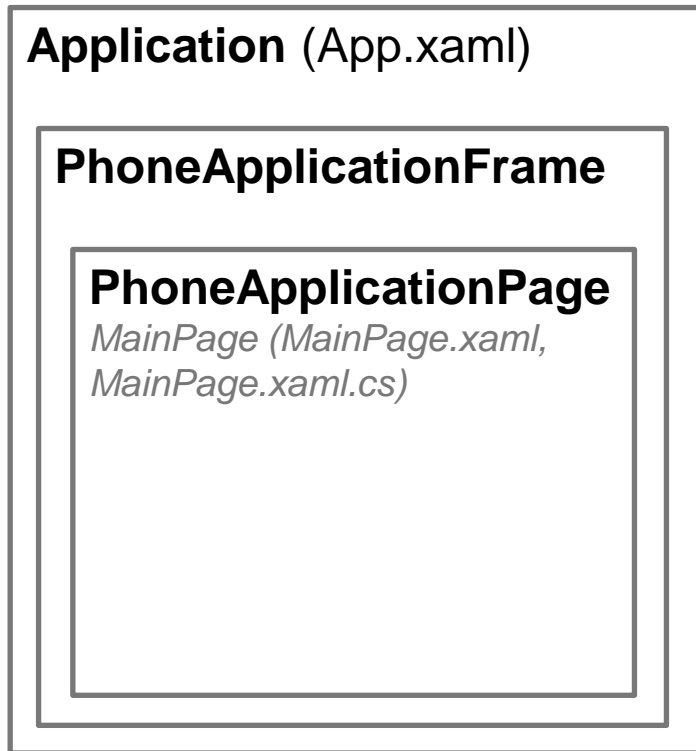 Application (App.xaml)
PhoneApplicationFrame
PhoneApplicationPage
MainPage (MainPage.xaml,
MainPage.xaml.cs)